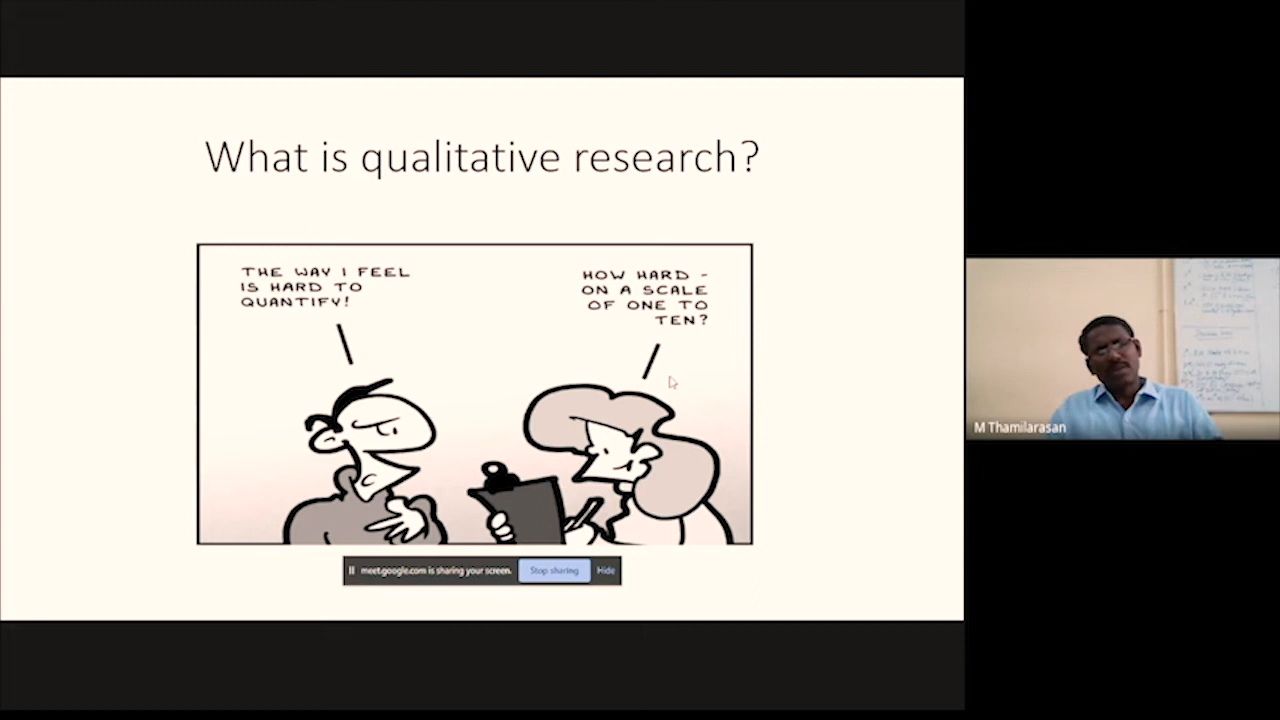 What is qualitative research?
THE WAY I FEEL
IS HARD TO
QUANTIFY!
HOW HARD -
ON A SCALE
OF ONE TO
TEN?
meet.google.com is sharing your screen.
Stop sharing
Hide
M Thamilarasan